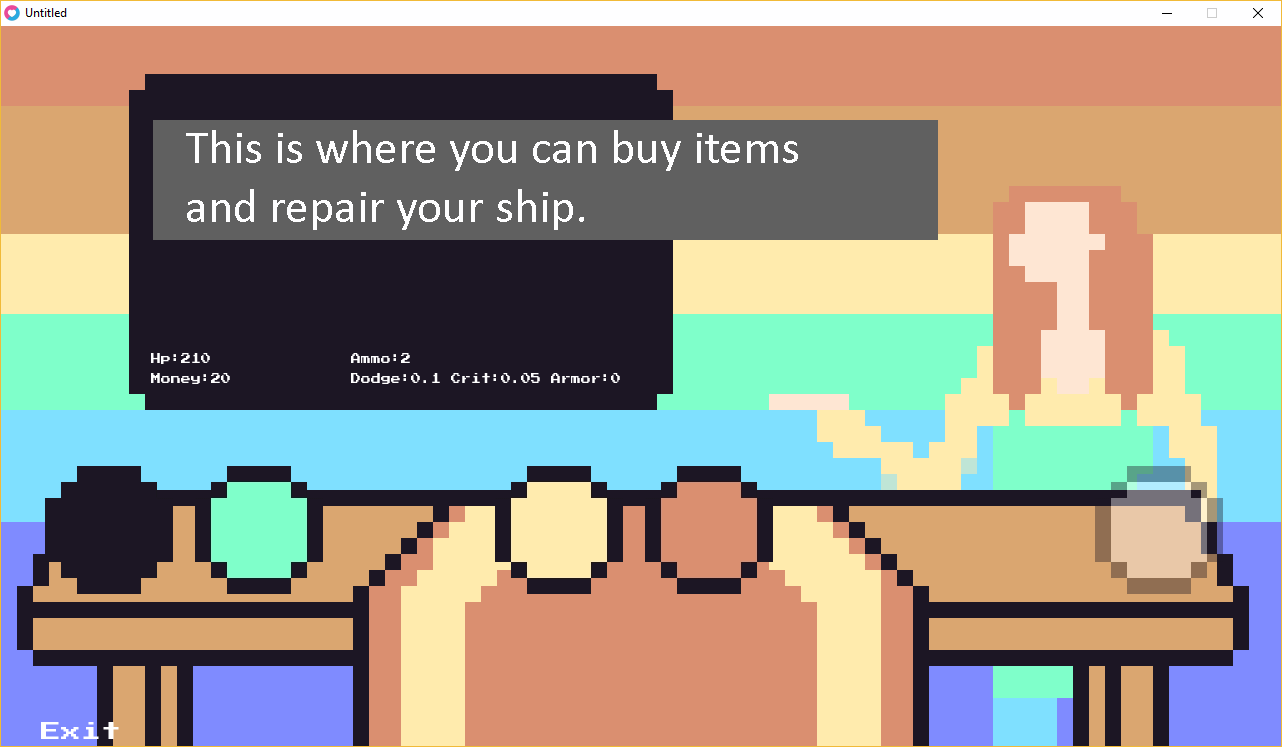 Untitled
This is where you can buy items
and repair your ship.
Hp:210 Ammo:2
Money:20 Dodge:0.1 Crit:0.05 Armor:0
Exit